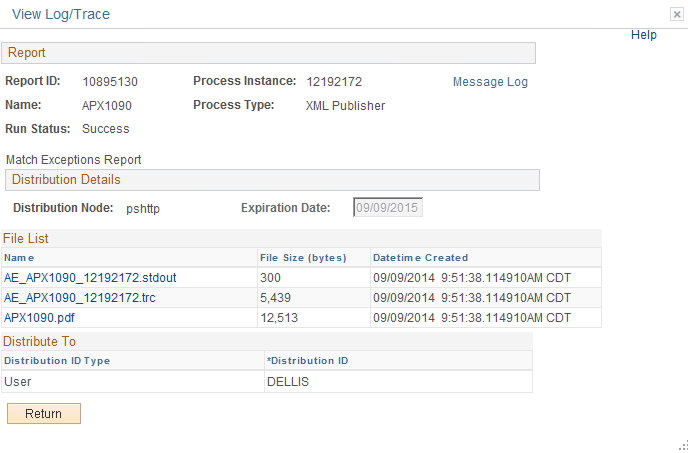 View Log/Trace
Help
Report
Report ID: 10895130 Process Instance: 12192172 Message Log
Name: APX1090 Process Type: XML Publisher
Run Status: Success
Match Exceptions Report
Distribution Details
Distribution Node: pshttp Expiration Date: 09/09/2015
File List
Name File Size (bytes) Datetime Created
AE_APX1090_12192172.stdout 300 09/09/2014 9:51:38.114910AM CDT
AE_APX1090_12192172.trc 5,439 09/09/2014 9:51:38.114910AM CDT
APX1090.pdf 12,513 09/09/2014 9:51:38.114910AM CDT
Distribute To
Distribution ID Type *Distribution ID
User DELLIS
Return